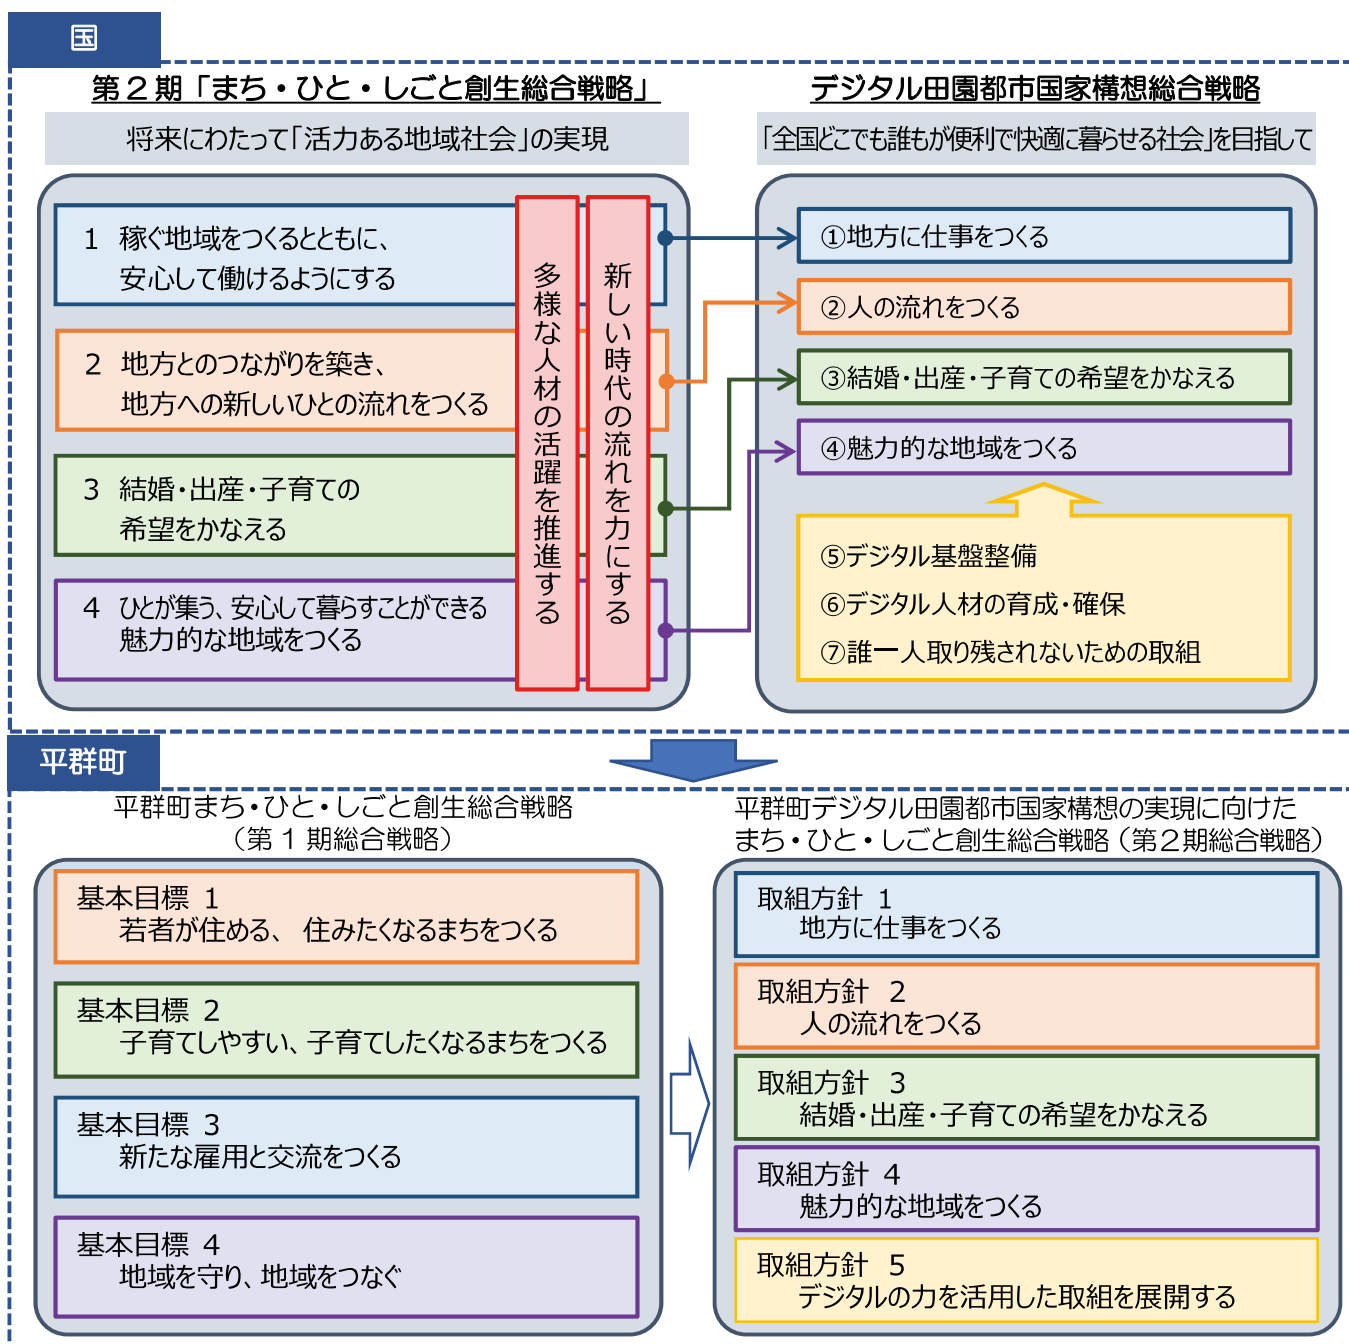 国
第2期「まち・ひと・しごと創生総合戦略」
将来にわたって「活力ある地域社会」の実現
1 稼ぐ地域をつくるとともに、
安心して働けるようにする
2 地方とのつながりを築き、
地方への新しいひとの流れをつくる
3 結婚・出産・子育ての
希望をかなえる
4 ひとが集う、安心して暮らすことができる
魅力的な地域をつくる
多様な人材の活躍を推進する
新しい時代の流れを力にする
デジタル田園都市国家構想総合戦略
「全国どこでも誰もが便利で快適に暮らせる社会」を目指して
①地方に仕事をつくる
②人の流れをつくる
③結婚・出産・子育ての希望をかなえる
④魅力的な地域をつくる
⑤デジタル基盤整備
⑥デジタル人材の育成・確保
⑦誰一人取り残されないための取組
平群町
平群町まち・ひと・しごと創生総合戦略
（第1期総合戦略）
基本目標 1
若者が住める、 住みたくなるまちをつくる
基本目標 2
子育てしやすい、子育てしたくなるまちをつくる
基本目標 3
新たな雇用と交流をつくる
基本目標 4
地域を守り、地域をつなぐ
平群町デジタル田園都市国家構想の実現に向けた
まち・ひと・しごと創生総合戦略（第2期総合戦略）
取組方針 1
地方に仕事をつくる
取組方針 2
人の流れをつくる
取組方針 3
結婚・出産・子育ての希望をかなえる
取組方針 4
魅力的な地域をつくる
取組方針 5
デジタルの力を活用した取組を展開する